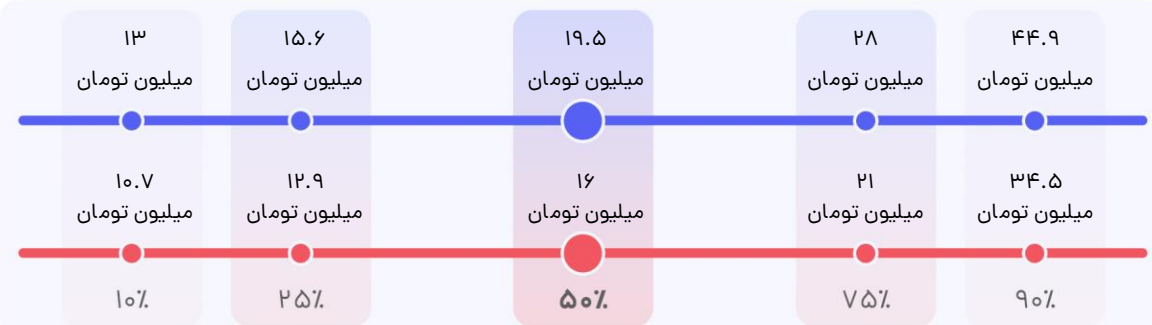 ۴۴.۹ ۲۸ ۱۹.۵ ۱۵.۶ ۱۳
میلیون تومان میلیون تومان میلیون تومان میلیون تومان میلیون تومان
۳۴.۵ ۲۱ ۱۶ ۱۲.۹ ۱۰.۷
میلیون تومان میلیون تومان میلیون تومان میلیون تومان میلیون تومان
۹۰٪ ۷۵٪ ۵۰٪ ۲۵٪ ۱۰٪